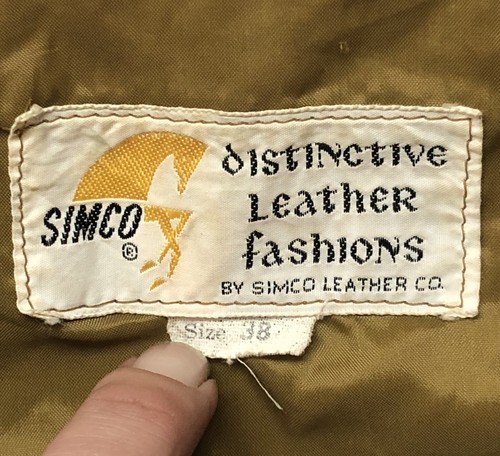 SIMCO
®
distinctive
Leather
fashions
BY SIMCO LEATHER CO.
Size 38